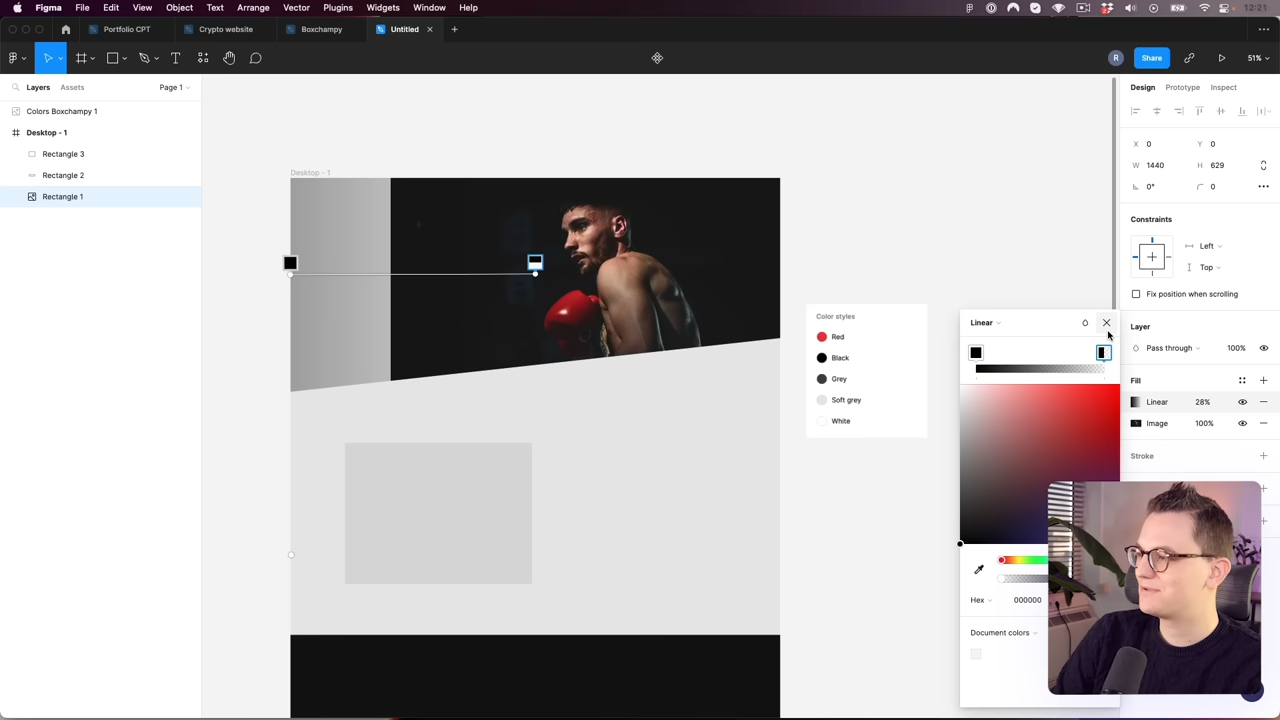 Figma File Edit View Object Text Arrange Vector Plugins Widgets Window Help 12:21
Portfolio CPT Crypto website Boxchampy Untitled
R Share 51%
Layers Assets Page 1
Colors Boxchampy 1
Desktop - 1
Rectangle 3
Rectangle 2
Rectangle 1
Desktop - 1
Color styles
Red
Black
Grey
Soft grey
White
Linear
Hex 000000
Document colors
Design Prototype Inspect
X 0 Y 0
W 1440 H 629
0° 0
Constraints
Left
Top
Fix position when scrolling
Layer
Pass through 100%
Fill
Linear 28%
Image 100%
Stroke